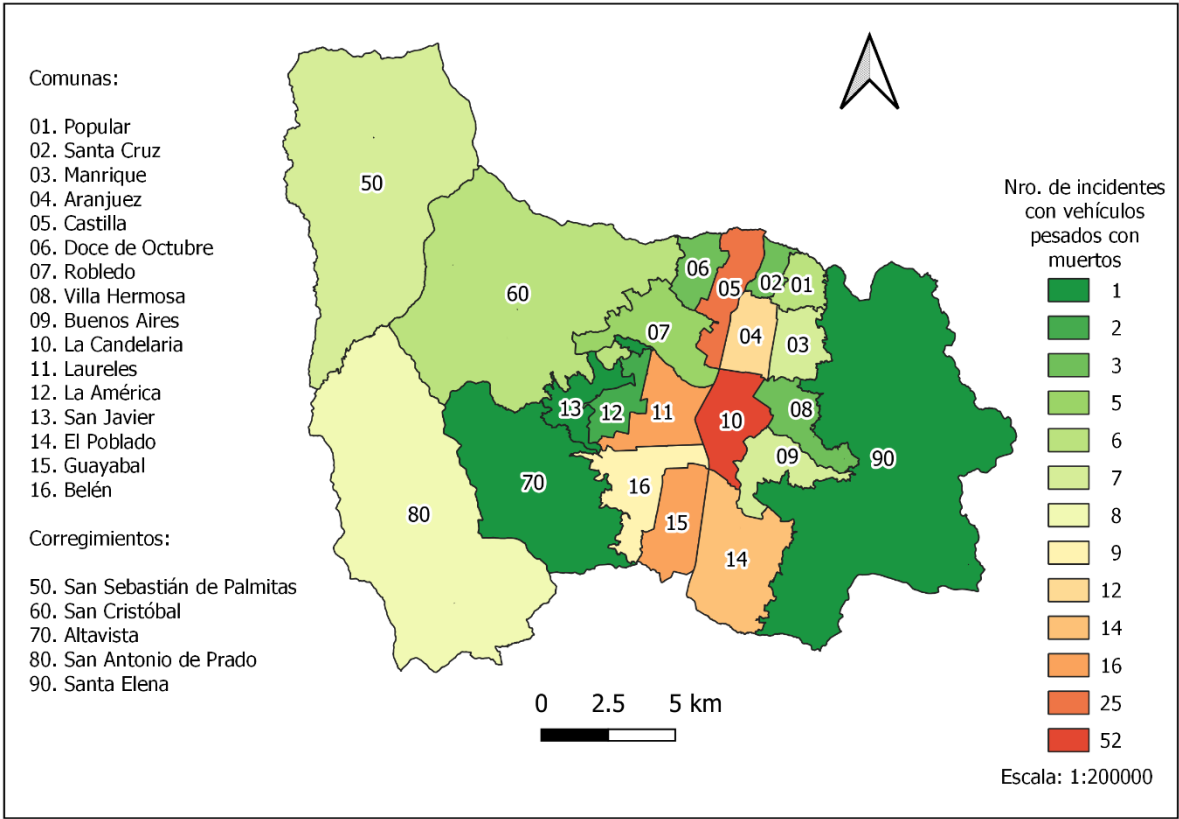 Comunas:
01. Popular
02. Santa Cruz
03. Manrique
04. Aranjuez
05. Castilla
06. Doce de Octubre
07. Robledo
08. Villa Hermosa
09. Buenos Aires
10. La Candelaria
11. Laureles
12. La América
13. San Javier
14. El Poblado
15. Guayabal
16. Belén
Corregimientos:
50. San Sebastián de Palmitas
60. San Cristóbal
70. Altavista
80. San Antonio de Prado
90. Santa Elena
50
60
06
05
02
01
07
04
03
13
12
11
10
08
09
90
70
16
80
15
14
0 2.5 5 km
Nro. de incidentes
con vehículos
pesados con
muertos
1
2
3
5
6
7
8
9
12
14
16
25
52
Escala: 1:200000